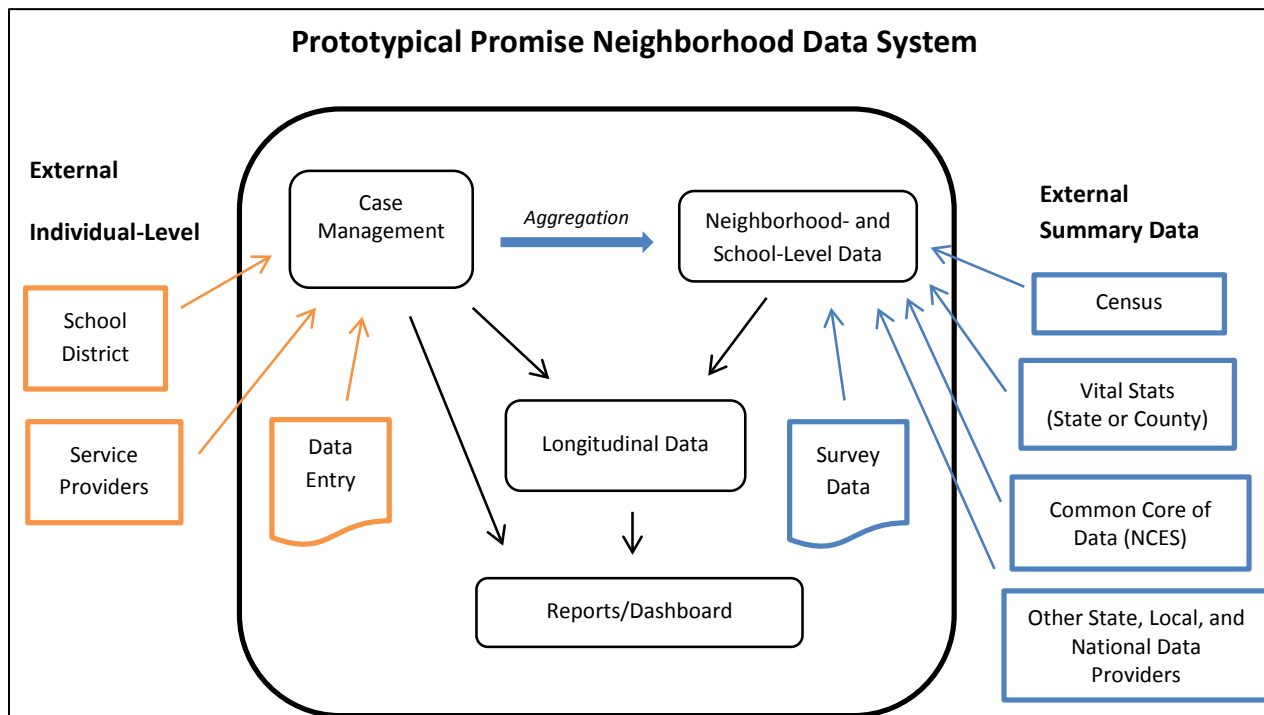 Prototypical Promise Neighborhood Data System
External
Individual-Level
School
District
Service
Providers
Case
Management
Aggregation
Neighborhood- and
School-Level Data
Data
Entry
Longitudinal Data
Survey
Data
Reports/Dashboard
External
Summary Data
Census
Vital Stats
(State or County)
Common Core of
Data (NCES)
Other State, Local, and
National Data
Providers